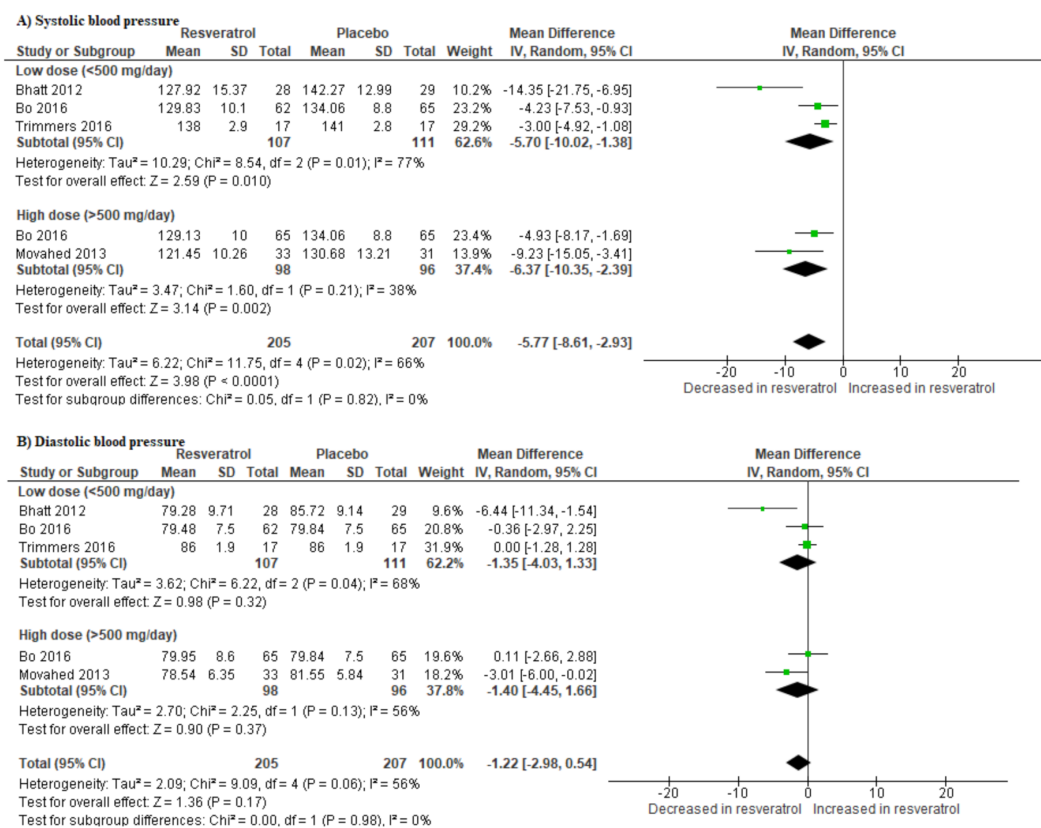 A) Systolic blood pressure
Resveratrol Placebo Mean Difference Mean Difference
Study or Subgroup Mean SD Total Mean SD Total Weight IV, Random, 95% CI IV, Random, 95% CI
Low dose (<500 mg/day)
Bhatt 2012 127.92 15.37 28 142.27 12.99 29 10.2% -14.35 [-21.75, -6.95]
Bo 2016 129.83 10.1 62 134.06 8.8 65 23.2% -4.23 [-7.53, -0.93]
Trimmers 2016 138 2.9 17 141 2.8 17 29.2% -3.00 [-4.92, -1.08]
Subtotal (95% CI) 107 111 62.6% -5.70 [-10.02, -1.38]
Heterogeneity: Tau² = 10.29; Chi² = 8.54, df = 2 (P = 0.01); I² = 77%
Test for overall effect: Z = 2.59 (P = 0.010)
High dose (>500 mg/day)
Bo 2016 129.13 10 65 134.06 8.8 65 23.4% -4.93 [-8.17, -1.69]
Movahed 2013 121.45 10.26 33 130.68 13.21 31 13.9% -9.23 [-15.05, -3.41]
Subtotal (95% CI) 98 96 37.4% -6.37 [-10.35, -2.39]
Heterogeneity: Tau² = 3.47; Chi² = 1.60, df = 1 (P = 0.21); I² = 38%
Test for overall effect: Z = 3.14 (P = 0.002)
Total (95% CI) 205 207 100.0% -5.77 [-8.61, -2.93]
Heterogeneity: Tau² = 6.22; Chi² = 11.75, df = 4 (P = 0.02); I² = 66%
Test for overall effect: Z = 3.98 (P < 0.0001)
Test for subgroup differences: Chi² = 0.05, df = 1 (P = 0.82), I² = 0%
-20 -10 0 10 20
Decreased in resveratrol Increased in resveratrol
B) Diastolic blood pressure
Resveratrol Placebo Mean Difference Mean Difference
Study or Subgroup Mean SD Total Mean SD Total Weight IV, Random, 95% CI IV, Random, 95% CI
Low dose (<500 mg/day)
Bhatt 2012 79.28 9.71 28 85.72 9.14 29 9.6% -6.44 [-11.34, -1.54]
Bo 2016 79.48 7.5 62 79.84 7.5 65 20.8% -0.36 [-2.97, 2.25]
Trimmers 2016 86 1.9 17 86 1.9 17 31.9% 0.00 [-1.28, 1.28]
Subtotal (95% CI) 107 111 62.2% -1.35 [-4.03, 1.33]
Heterogeneity: Tau² = 3.62; Chi² = 6.22, df = 2 (P = 0.04); I² = 68%
Test for overall effect: Z = 0.98 (P = 0.32)
High dose (>500 mg/day)
Bo 2016 79.95 8.6 65 79.84 7.5 65 19.6% 0.11 [-2.66, 2.88]
Movahed 2013 78.54 6.35 33 81.55 5.84 31 18.2% -3.01 [-6.00, -0.02]
Subtotal (95% CI) 98 96 37.8% -1.40 [-4.45, 1.66]
Heterogeneity: Tau² = 2.70; Chi² = 2.25, df = 1 (P = 0.13); I² = 56%
Test for overall effect: Z = 0.90 (P = 0.37)
Total (95% CI) 205 207 100.0% -1.22 [-2.98, 0.54]
Heterogeneity: Tau² = 2.09; Chi² = 9.09, df = 4 (P = 0.06); I² = 56%
Test for overall effect: Z = 1.36 (P = 0.17)
Test for subgroup differences: Chi² = 0.00, df = 1 (P = 0.98), I² = 0%
-20 -10 0 10 20
Decreased in resveratrol Increased in resveratrol